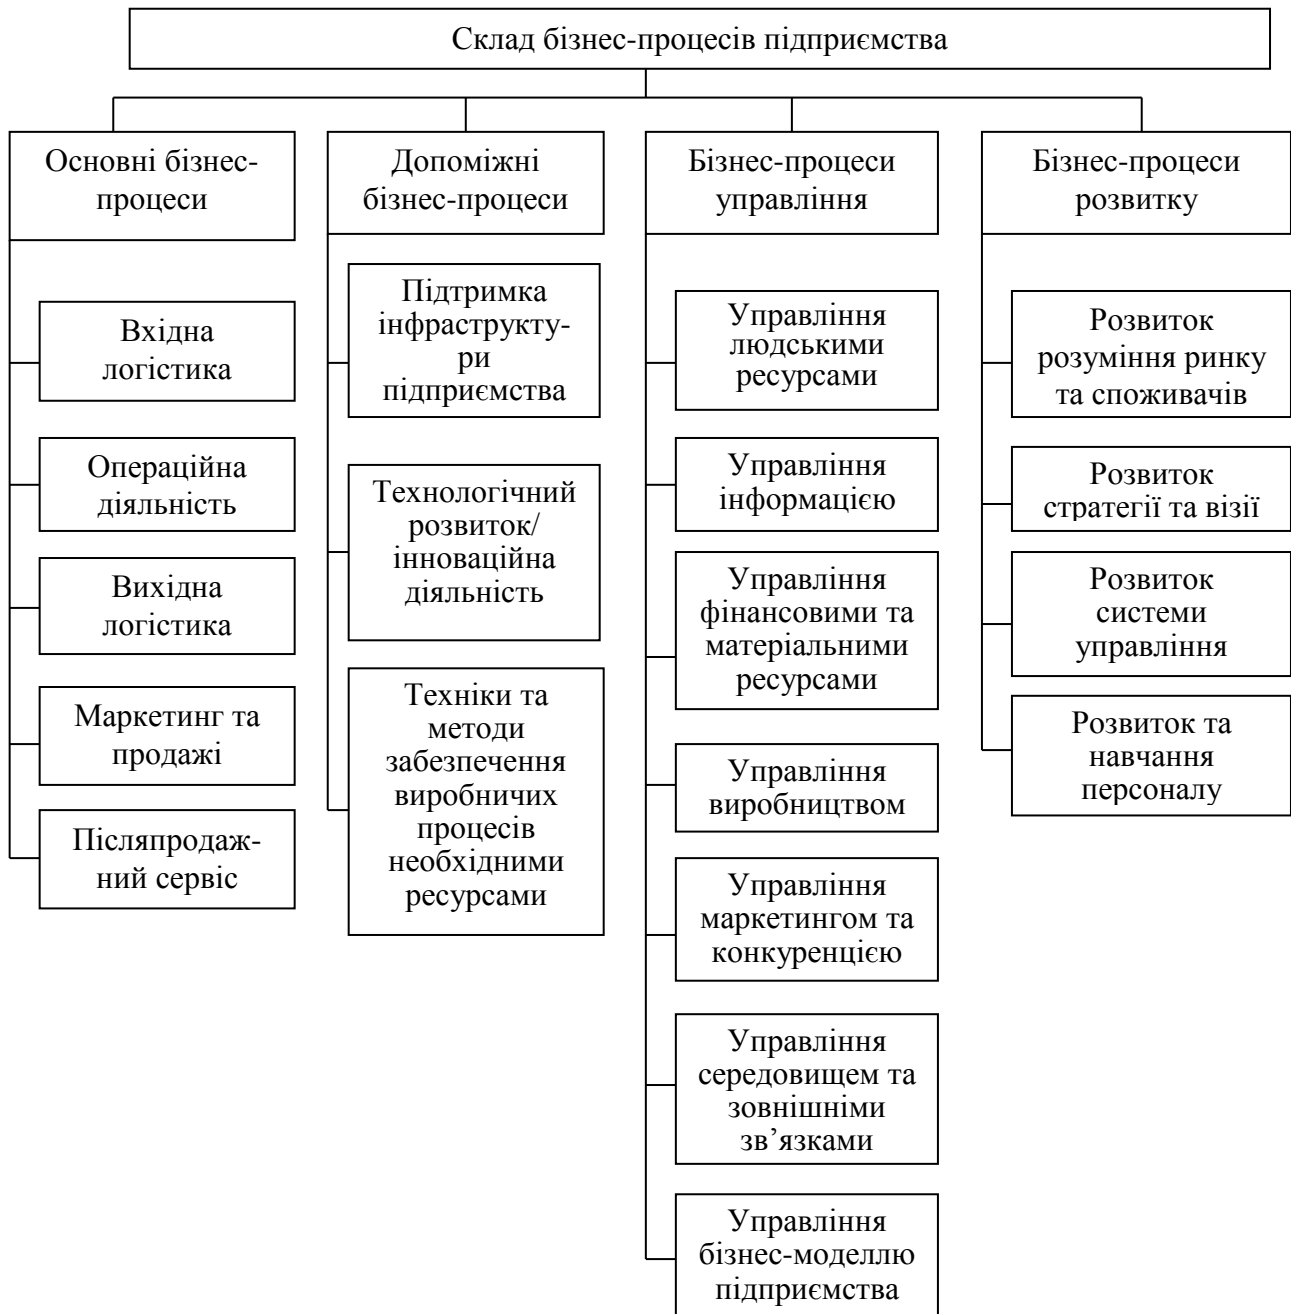 Склад бізнес-процесів підприємства
Основні бізнес-
процеси
Вхідна
логістика
Операційна
діяльність
Вихідна
логістика
Маркетинг та
продажі
Післяпродаж-
ний сервіс
Допоміжні
бізнес-процеси
Підтримка
інфраструкту-
ри
підприємства
Технологічний
розвиток/
інноваційна
діяльність
Техніки та
методи
забезпечення
виробничих
процесів
необхідними
ресурсами
Бізнес-процеси
управління
Управління
людськими
ресурсами
Управління
інформацією
Управління
фінансовими та
матеріальними
ресурсами
Управління
виробництвом
Управління
маркетингом та
конкуренцією
Управління
середовищем та
зовнішніми
зв’язками
Управління
бізнес-моделлю
підприємства
Бізнес-процеси
розвитку
Розвиток
розуміння ринку
та споживачів
Розвиток
стратегії та візії
Розвиток
системи
управління
Розвиток та
навчання
персоналу